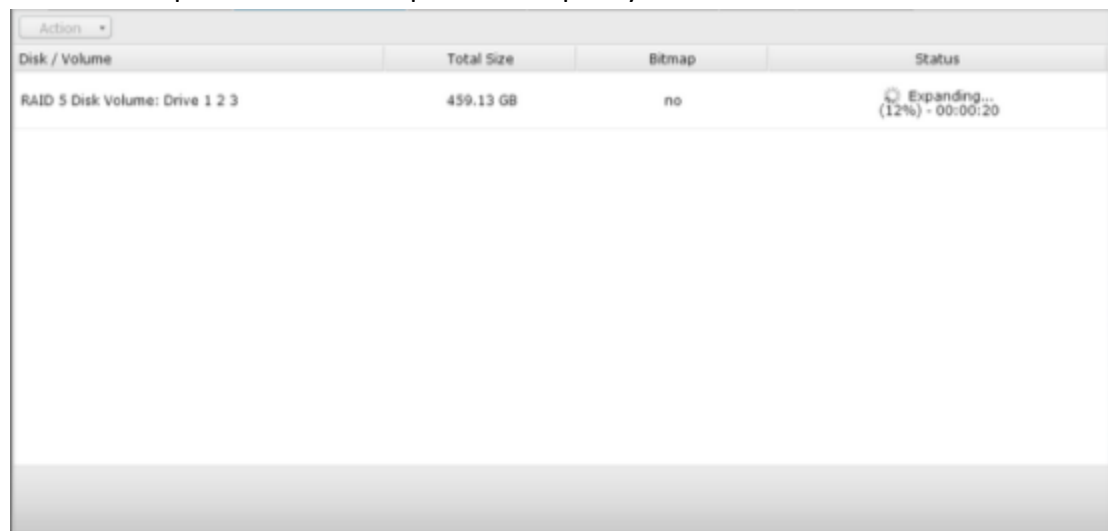 Action
Disk / Volume Total Size Bitmap Status
RAID 5 Disk Volume: Drive 1 2 3 459.13 GB no Expanding...
(12%) - 00:00:20